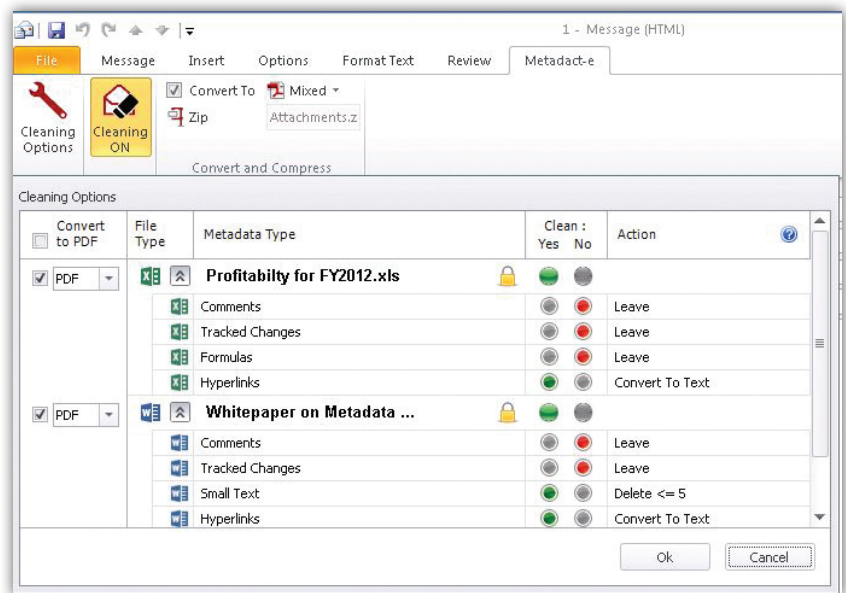 1 - Message (HTML)
File Message Insert Options Format Text Review Metadact-e
Convert To Mixed
Zip Attachments.z
Cleaning Options
Cleaning ON
Convert and Compress
Cleaning Options
Convert to PDF File Type Metadata Type Clean : Yes No Action ?
PDF Profitabilty for FY2012.xls
Comments Leave
Tracked Changes Leave
Formulas Leave
Hyperlinks Convert To Text
PDF Whitepaper on Metadata ...
Comments Leave
Tracked Changes Leave
Small Text Delete <= 5
Hyperlinks Convert To Text
Ok Cancel